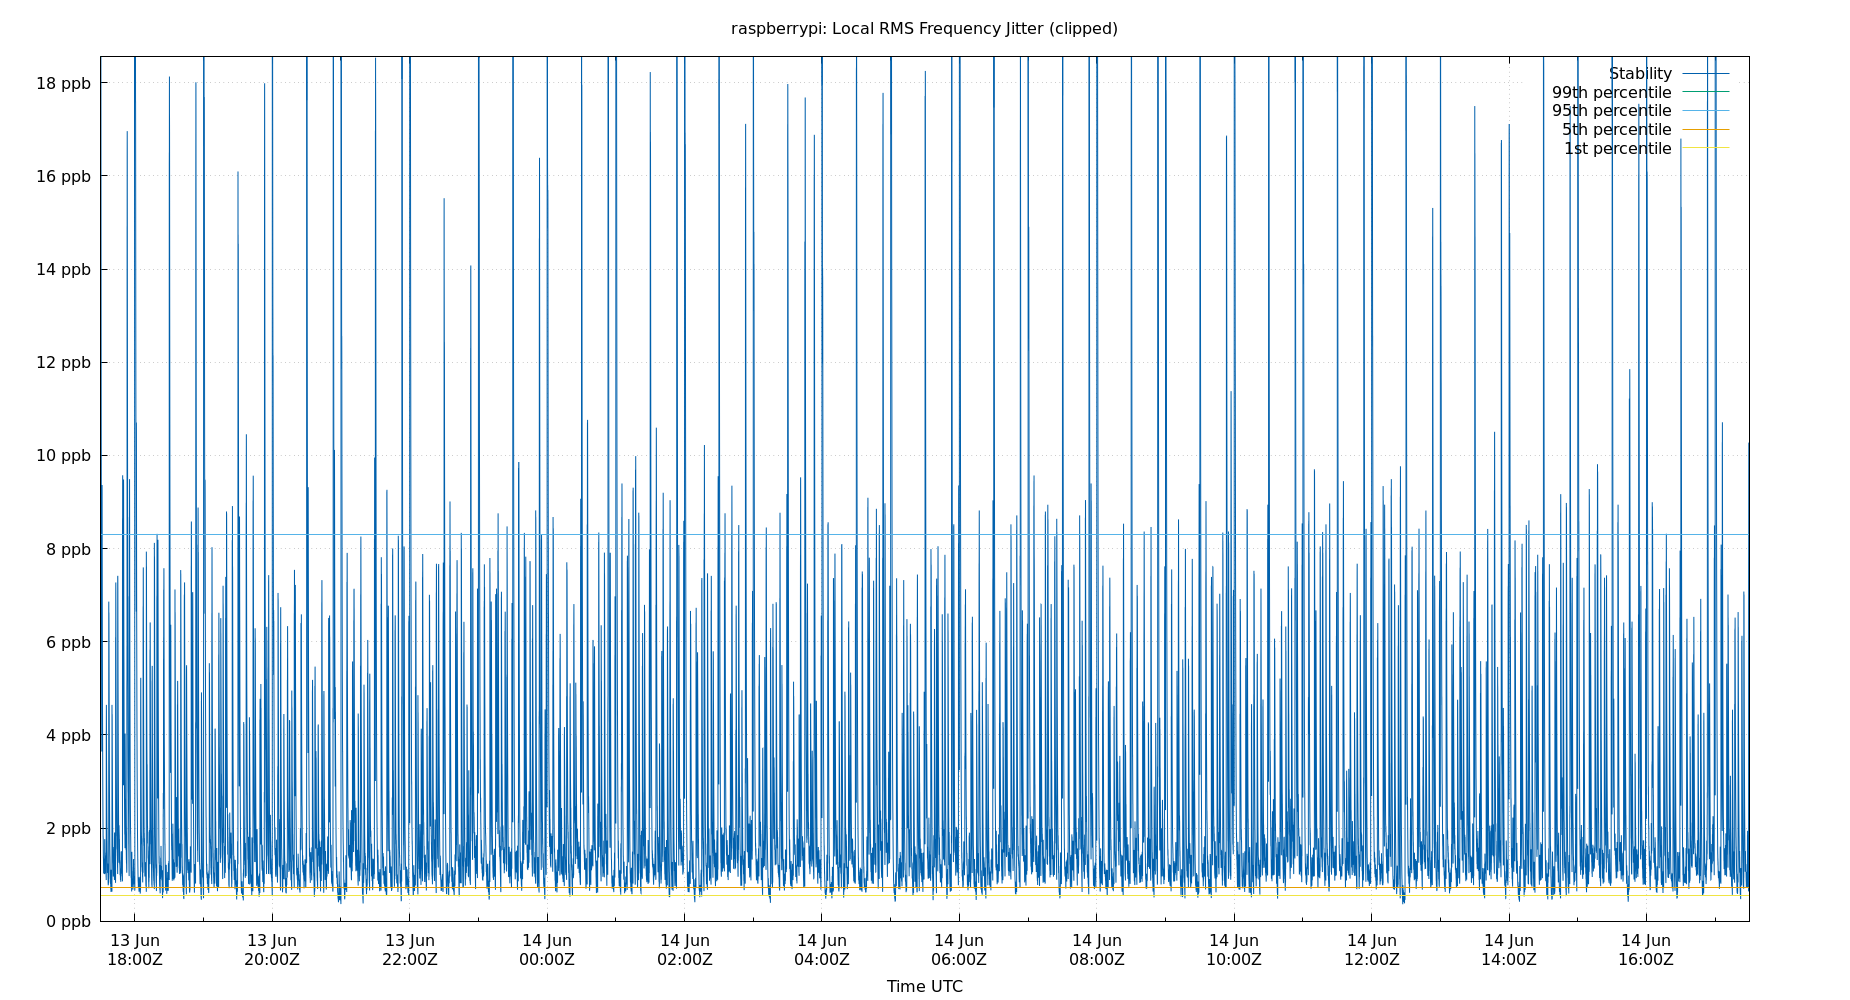 raspberrypi: Local RMS Frequency Jitter (clipped)
18 ppb
16 ppb
14 ppb
12 ppb
10 ppb
8 ppb
6 ppb
4 ppb
2 ppb
0 ppb
Stability
99th percentile
95th percentile
5th percentile
1st percentile
13 Jun 13 Jun 13 Jun 14 Jun 14 Jun 14 Jun 14 Jun 14 Jun 14 Jun 14 Jun 14 Jun 14 Jun
18:00Z 20:00Z 22:00Z 00:00Z 02:00Z 04:00Z 06:00Z 08:00Z 10:00Z 12:00Z 14:00Z 16:00Z
Time UTC